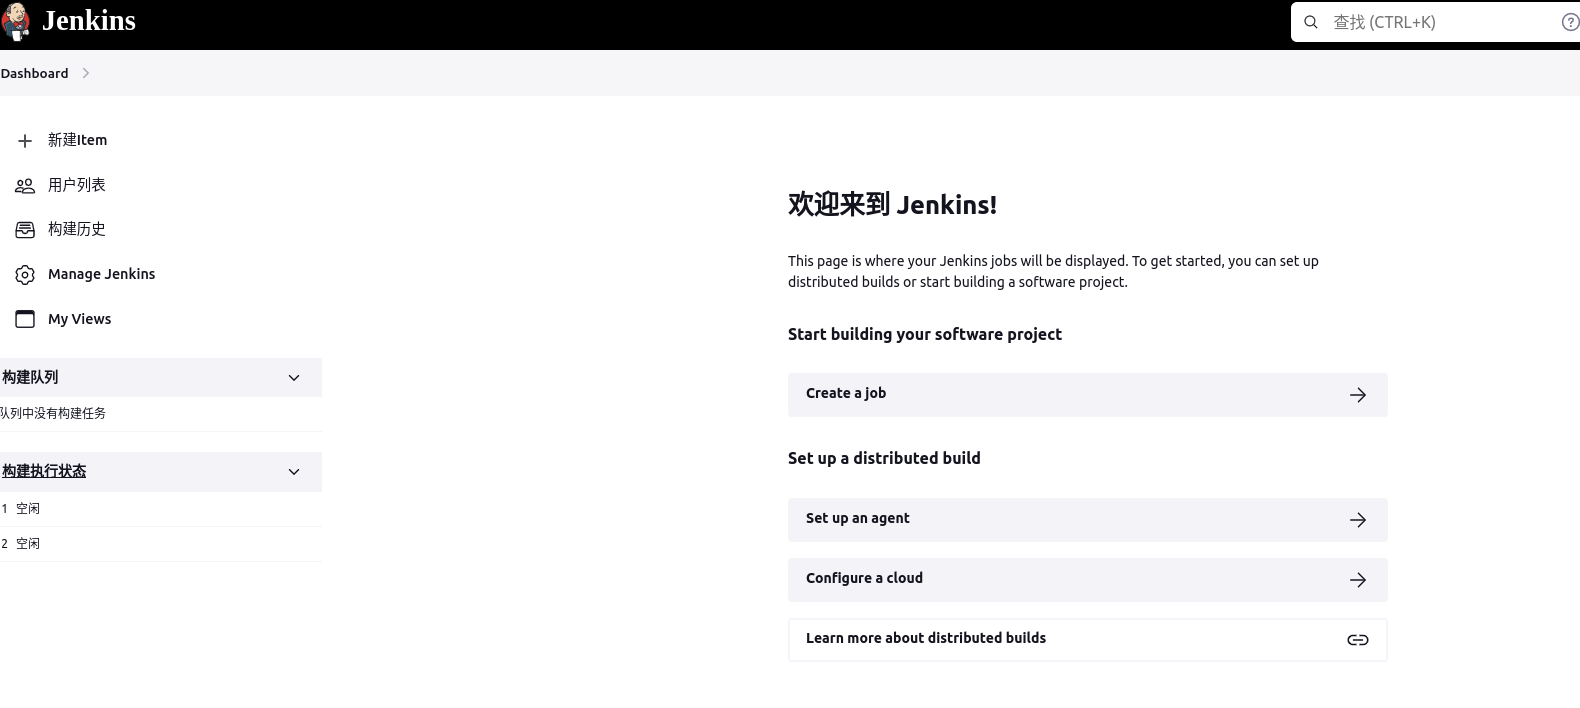 Jenkins
查找 (CTRL+K)
Dashboard
新建Item
用户列表
构建历史
Manage Jenkins
My Views
构建队列
队列中没有构建任务
构建执行状态
1 空闲
2 空闲
欢迎来到 Jenkins!
This page is where your Jenkins jobs will be displayed. To get started, you can set up
distributed builds or start building a software project.
Start building your software project
Create a job
Set up a distributed build
Set up an agent
Configure a cloud
Learn more about distributed builds